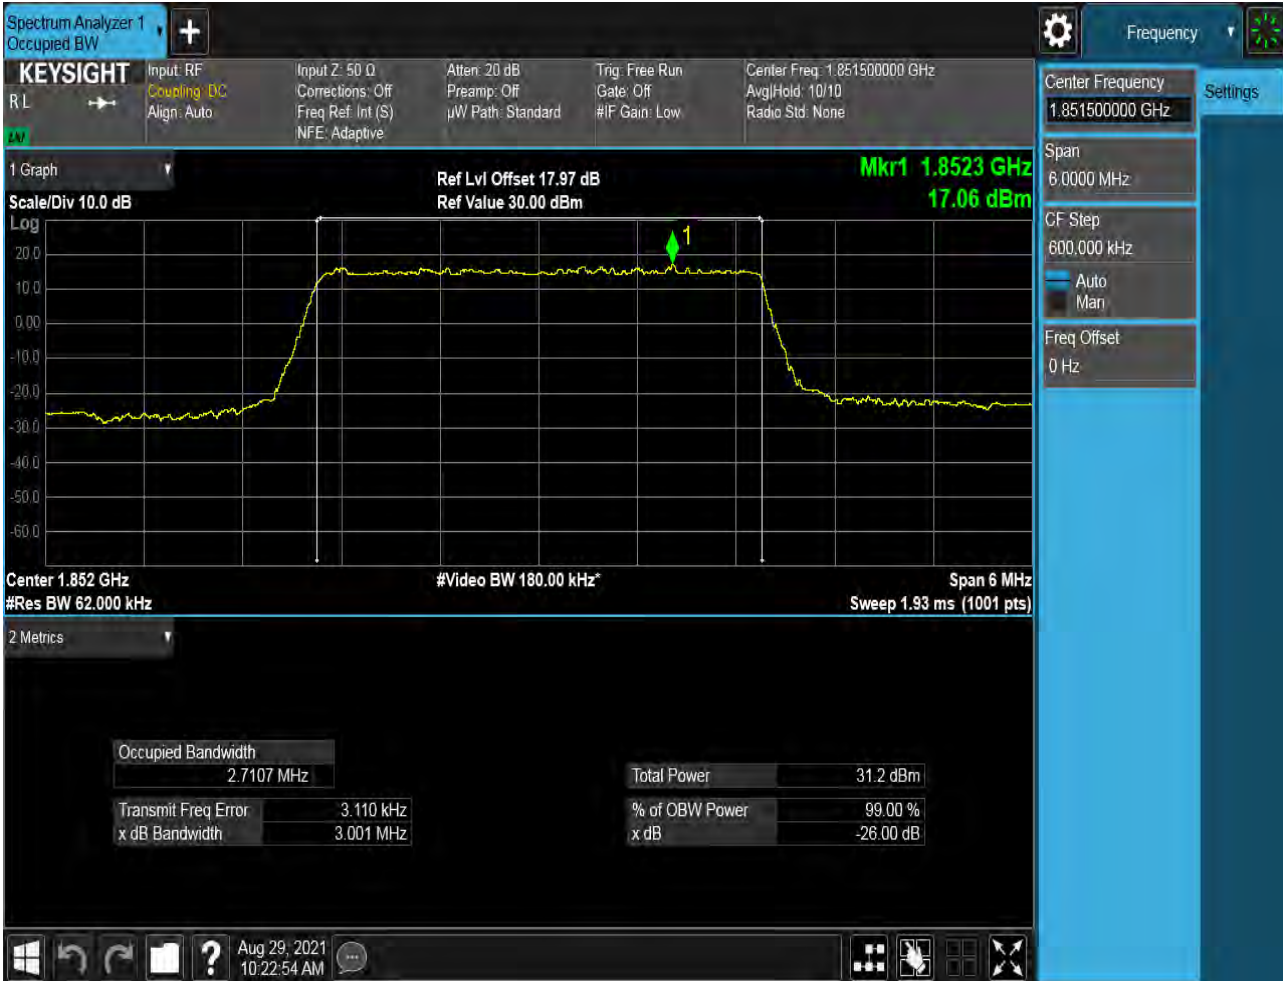 Spectrum Analyzer 1
Occupied BW
+
Frequency
KEYSIGHT
R L
LNI
Input: RF
Coupling: DC
Align: Auto
Input Z: 50 Ω
Corrections: Off
Freq Ref: Int (S)
NFE: Adaptive
Atten: 20 dB
Preamp: Off
µW Path: Standard
Trig: Free Run
Gate: Off
#IF Gain: Low
Center Freq: 1.851500000 GHz
Avg|Hold: 10/10
Radio Std: None
Center Frequency
1.851500000 GHz
Settings
Span
6.0000 MHz
CF Step
600.000 kHz
Auto
Man
Freq Offset
0 Hz
1 Graph
Scale/Div 10.0 dB
Log
Ref Lvl Offset 17.97 dB
Ref Value 30.00 dBm
Mkr1 1.8523 GHz
17.06 dBm
1
20.0
10.0
0.00
-10.0
-20.0
-30.0
-40.0
-50.0
-60.0
Center 1.852 GHz
#Res BW 62.000 kHz
#Video BW 180.00 kHz*
Span 6 MHz
Sweep 1.93 ms (1001 pts)
2 Metrics
Occupied Bandwidth
2.7107 MHz
Transmit Freq Error 3.110 kHz
x dB Bandwidth 3.001 MHz
Total Power 31.2 dBm
% of OBW Power 99.00 %
x dB -26.00 dB
?
Aug 29, 2021
10:22:54 AM